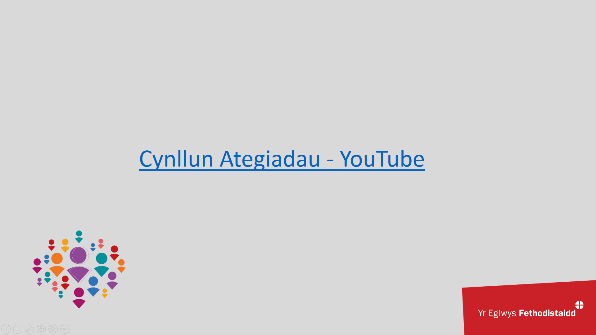 Cynllun Ategiadau - YouTube
Yr Eglwys Fethodistaidd